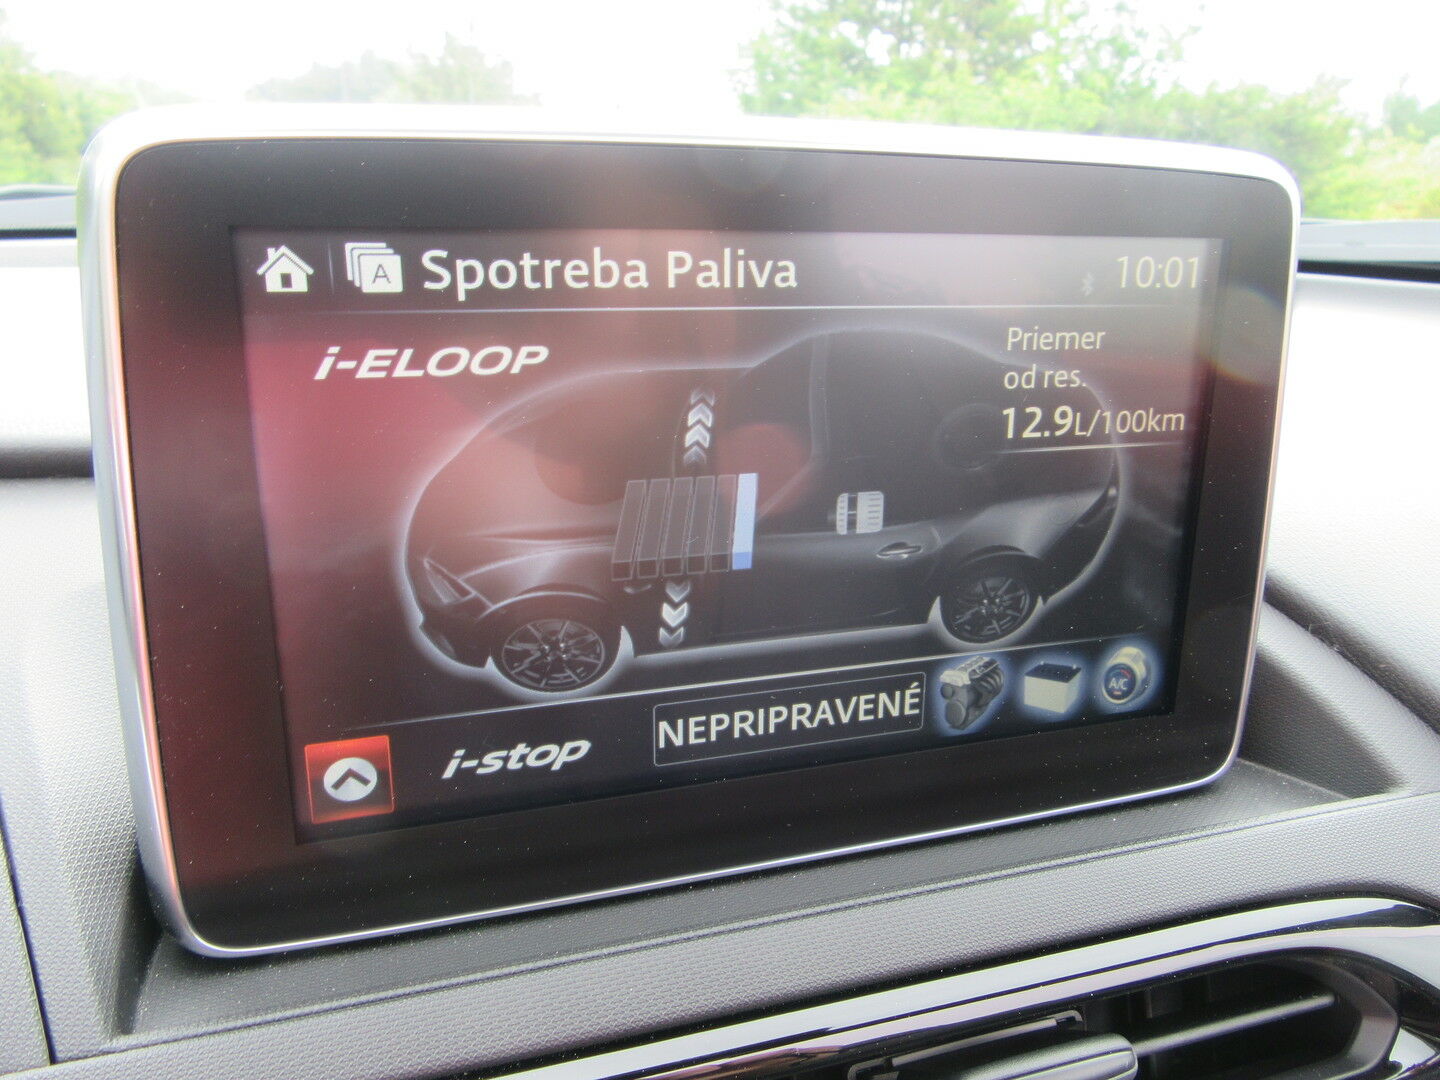 A Spotreba Paliva 10:01
i-ELOOP
Priemer
od res.
12.9L/100km
i-stop NEPRIPRAVENÉ A/C